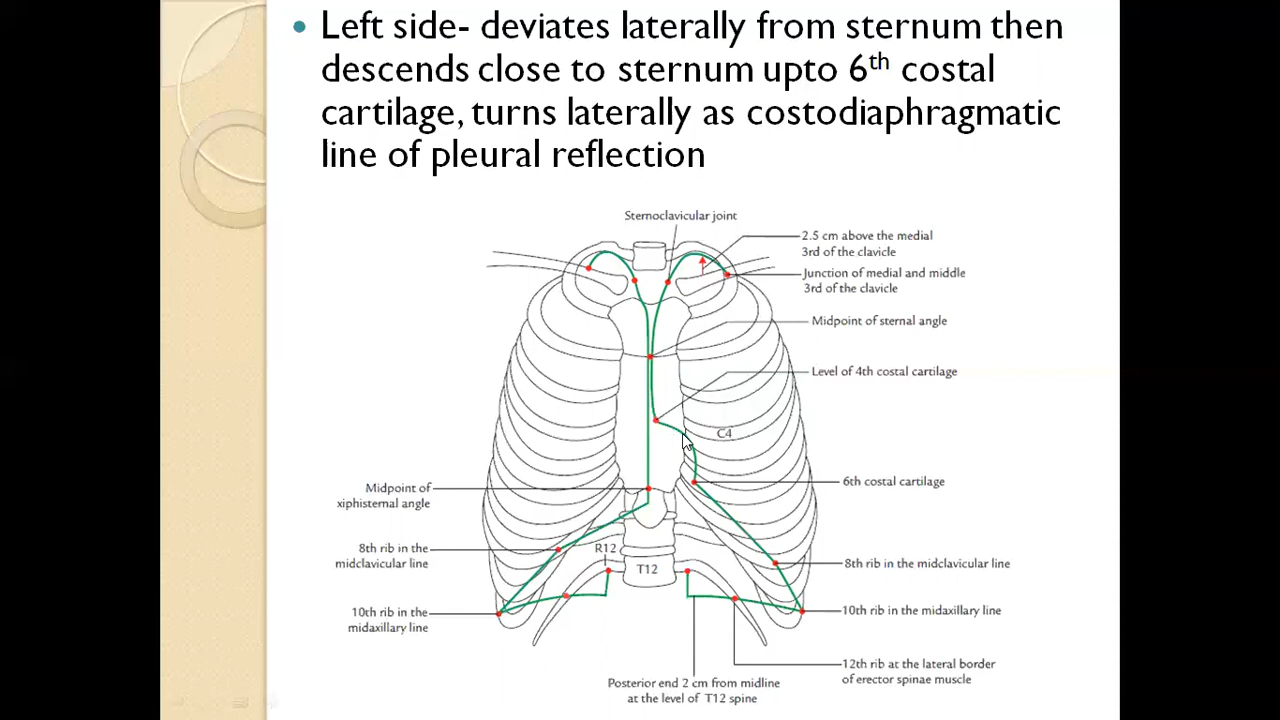 Left side- deviates laterally from sternum then
descends close to sternum upto 6th costal
cartilage, turns laterally as costodiaphragmatic
line of pleural reflection
Sternoclavicular joint
2.5 cm above the medial
3rd of the clavicle
Junction of medial and middle
3rd of the clavicle
Midpoint of sternal angle
Level of 4th costal cartilage
C4
6th costal cartilage
Midpoint of
xiphisternal angle
8th rib in the
midclavicular line
R12
T12
8th rib in the midclavicular line
10th rib in the
midaxillary line
10th rib in the midaxillary line
12th rib at the lateral border
of erector spinae muscle
Posterior end 2 cm from midline
at the level of T12 spine